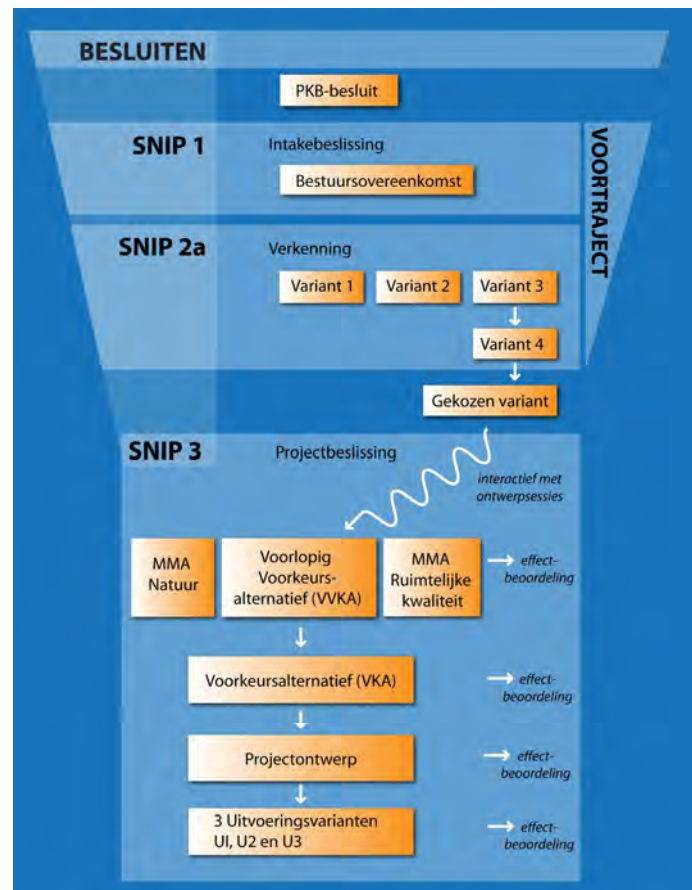 BESLUITEN
PKB-besluit
SNIP 1
Intakebeslissing
Bestuursovereenkomst
VOORTRAJECT
SNIP 2a
Verkenning
Variant 1
Variant 2
Variant 3
Variant 4
Gekozen variant
SNIP 3
Projectbeslissing
interactief met
ontwerpsessies
MMA
Natuur
Voorlopig
Voorkeurs-
alternatief (VVKA)
MMA
Ruimtelijke
kwaliteit
effect-
beoordeling
Voorkeursalternatief (VKA)
effect-
beoordeling
Projectontwerp
effect-
beoordeling
3 Uitvoeringsvarianten
UI, U2 en U3
effect-
beoordeling